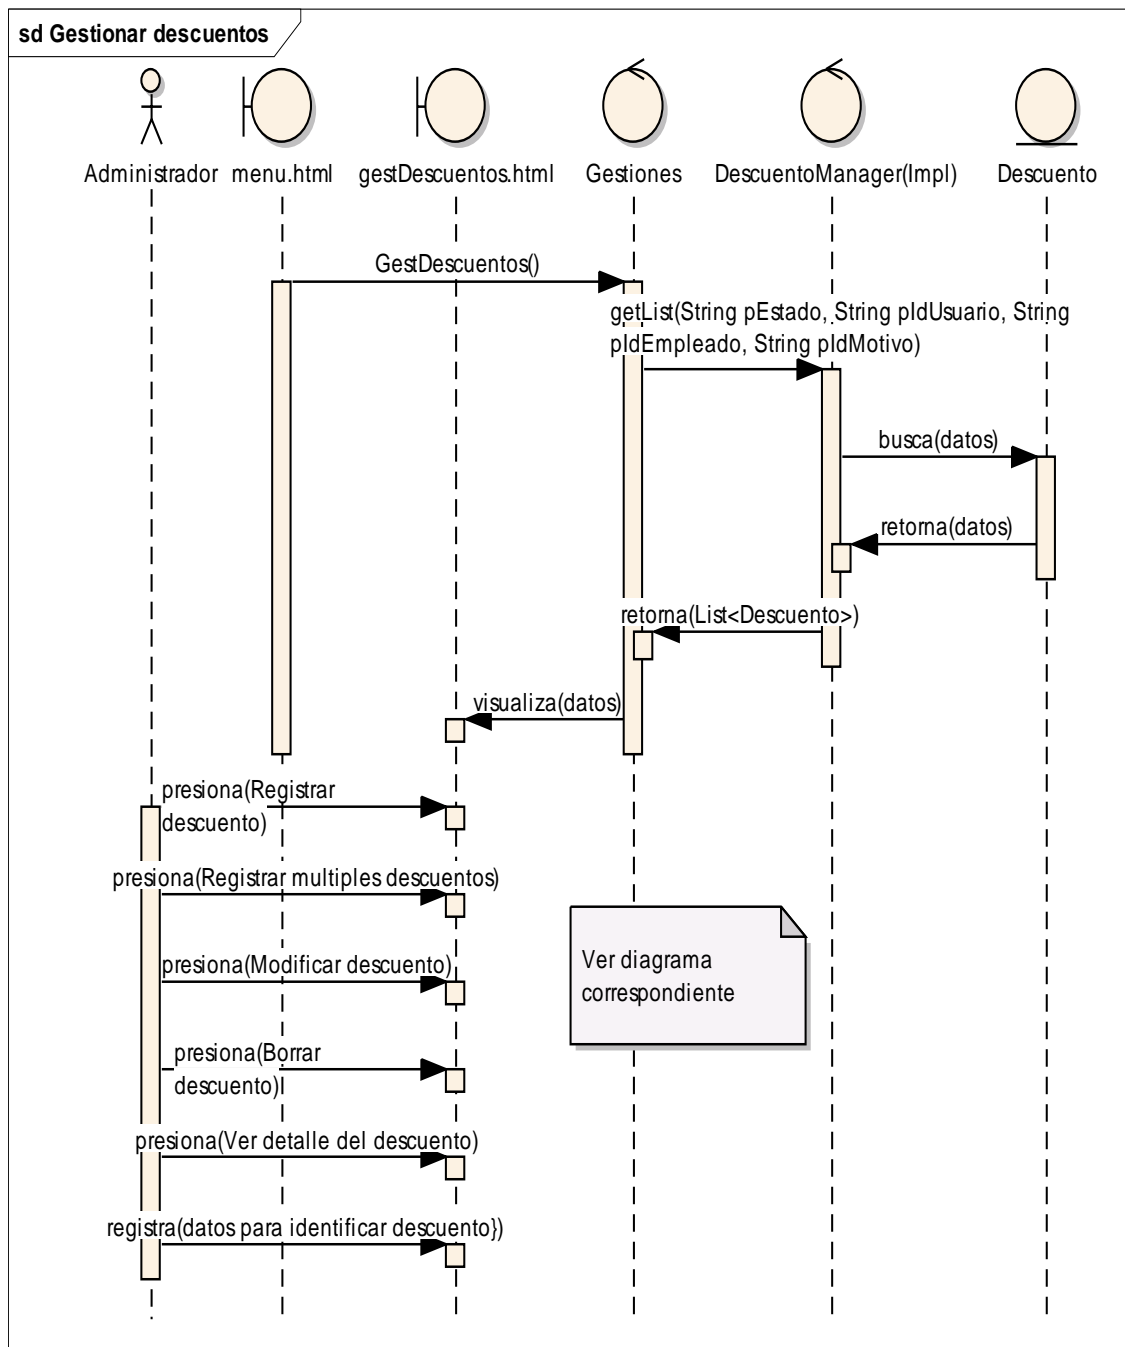 sd Gestionar descuentos
Administrador
menu.html
gestDescuentos.html
Gestiones
DescuentoManager(Impl)
Descuento
GestDescuentos()
getList(String pEstado, String pIdUsuario, String
pIdEmpleado, String pIdMotivo)
busca(datos)
retorna(datos)
retorna(List<Descuento>)
visualiza(datos)
presiona(Registrar
descuento)
presiona(Registrar multiples descuentos)
presiona(Modificar descuento)
Ver diagrama
correspondiente
presiona(Borrar
descuento)
presiona(Ver detalle del descuento)
registra(datos para identificar descuento})